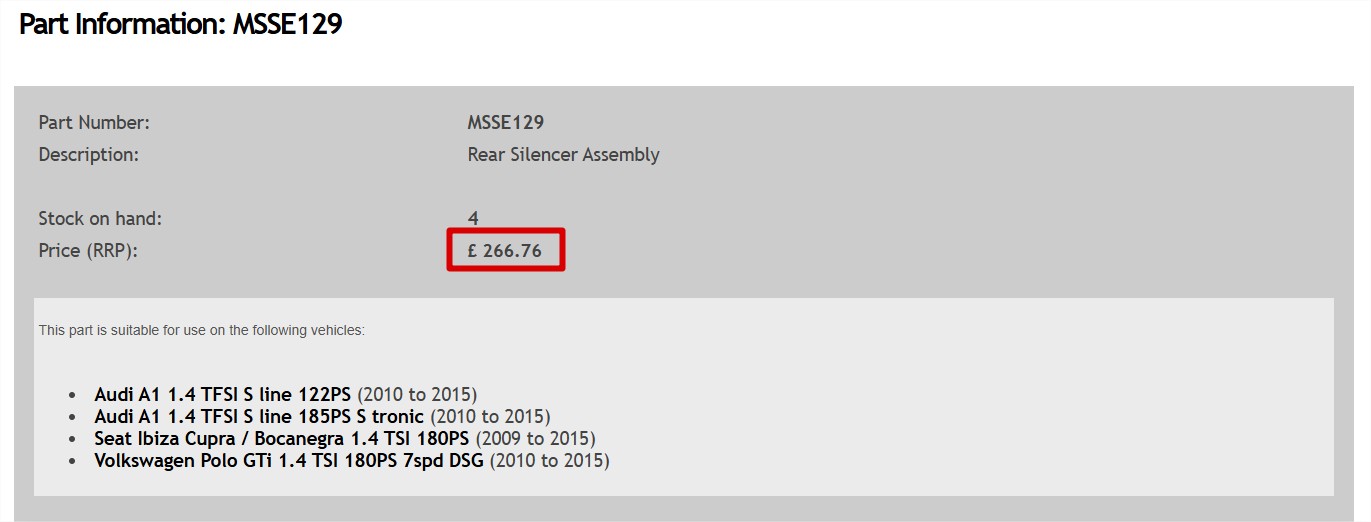 Part Information: MSSE129
Part Number: MSSE129
Description: Rear Silencer Assembly
Stock on hand: 4
Price (RRP): £ 266.76
This part is suitable for use on the following vehicles:
• Audi A1 1.4 TFSI S line 122PS (2010 to 2015)
• Audi A1 1.4 TFSI S line 185PS S tronic (2010 to 2015)
• Seat Ibiza Cupra / Bocanegra 1.4 TSI 180PS (2009 to 2015)
• Volkswagen Polo GTi 1.4 TSI 180PS 7spd DSG (2010 to 2015)